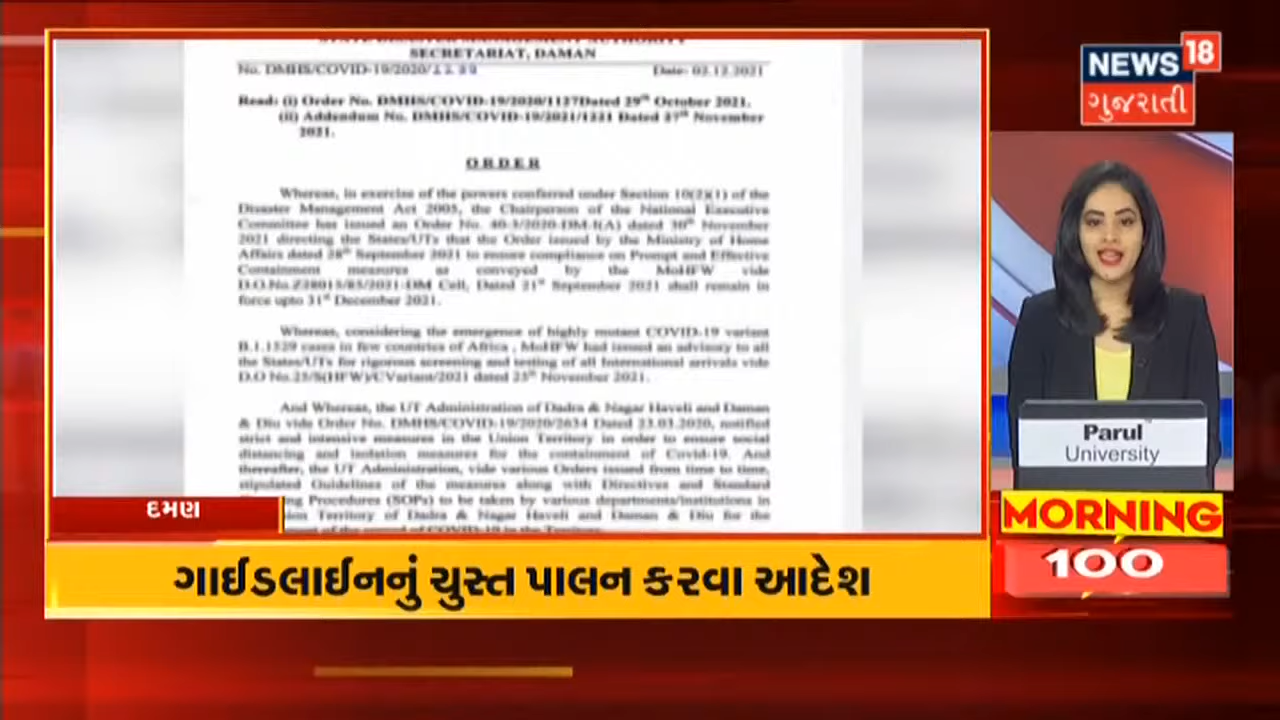 SECRETARIAT, DAMAN
No. DMHS/COVID-19/2020/
Date: 02.12.2021
Read: (i) Order No. DMHS/COVID-19/2020/1127Dated 29th October 2021.
(ii) Addendum No. DMHS/COVID-19/2021/1221 Dated 27th November
2021.
ORDER
Whereas, in exercise of the powers conferred under Section 10(2)(1) of the
Disaster Management Act 2005, the Chairperson of the National Executive
Committee has issued an Order No. 40-3/2020-DM-I(A) dated 30th November
2021 directing the States/UTs that the Order issued by the Ministry of Home
Affairs dated 28th September 2021 to ensure compliance on Prompt and Effective
Containment measures as conveyed by the MoHFW vide
D.O.No.Z28015/85/2021-DM Cell, Dated 21st September 2021 shall remain in
force upto 31st December 2021.
Whereas, considering the emergence of highly mutant COVID-19 variant
B.1.1529 cases in few countries of Africa , MoHFW had issued an advisory to all
the States/UTs for rigorous screening and testing of all International arrivals vide
D.O No.25/S(HFW)/CVariant/2021 dated 25th November 2021.
And Whereas, the UT Administration of Dadra & Nagar Haveli and Daman
& Diu vide Order No. DMHS/COVID-19/2020/2634 Dated 23.03.2020, notified
strict and intensive measures in the Union Territory in order to ensure social
distancing and isolation measures for the containment of Covid-19. And
thereafter, the UT Administration, vide various Orders issued from time to time,
stipulated Guidelines of the measures along with Directives and Standard
Procedures (SOPs) to be taken by various departments/institutions in
Territory of Dadra & Nagar Haveli and Daman & Diu for the
દમણ
ગાઈડલાઈનનું ચુસ્ત પાલન કરવા આદેશ
NEWS 18
ગુજરાતી
Parul
University
MORNING
100